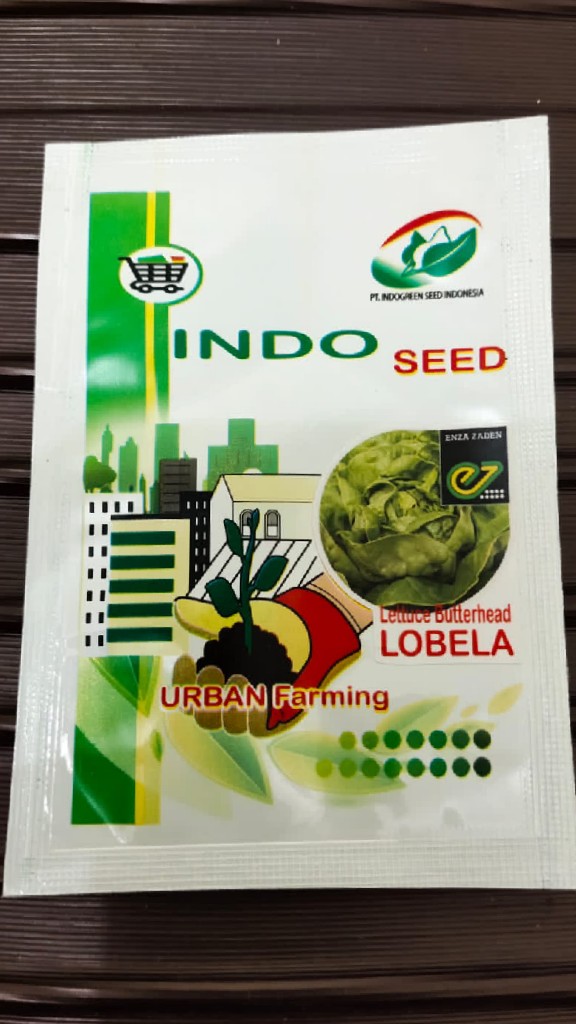 PT. INDOGREEN SEED INDONESIA
INDO SEED
ENZA ZADEN
Lettuce Butterhead
LOBELA
URBAN Farming